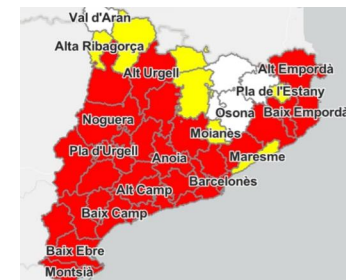 Val d'Aran
Alta Ribagorça
Alt Urgell
Alt Empordà
Pla de l'Estany
Osona
Baix Empordà
Noguera
Moianès
Pla d'Urgell
Anoia
Maresme
Barcelonès
Alt Camp
Baix Camp
Baix Ebre
Montsià